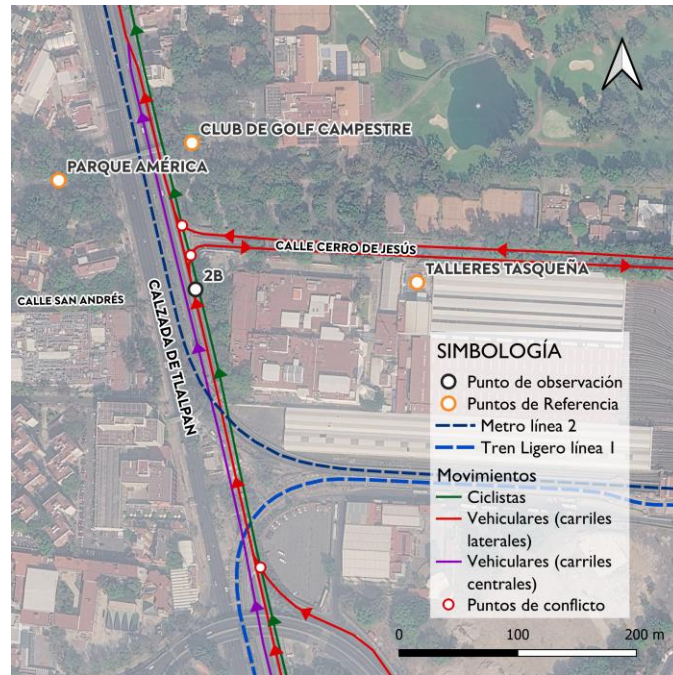 CLUB DE GOLF CAMPESTRE
PARQUE AMÉRICA
CALLE CERRO DE JESÚS
TALLERES TASQUEÑA
2B
CALLE SAN ANDRÉS
CALZADA DE TLALPAN
SIMBOLOGÍA
Punto de observación
Puntos de Referencia
Metro línea 2
Tren Ligero línea 1
Movimientos
Ciclistas
Vehiculares (carriles
laterales)
Vehiculares (carriles
centrales)
Puntos de conflicto
0 100 200 m